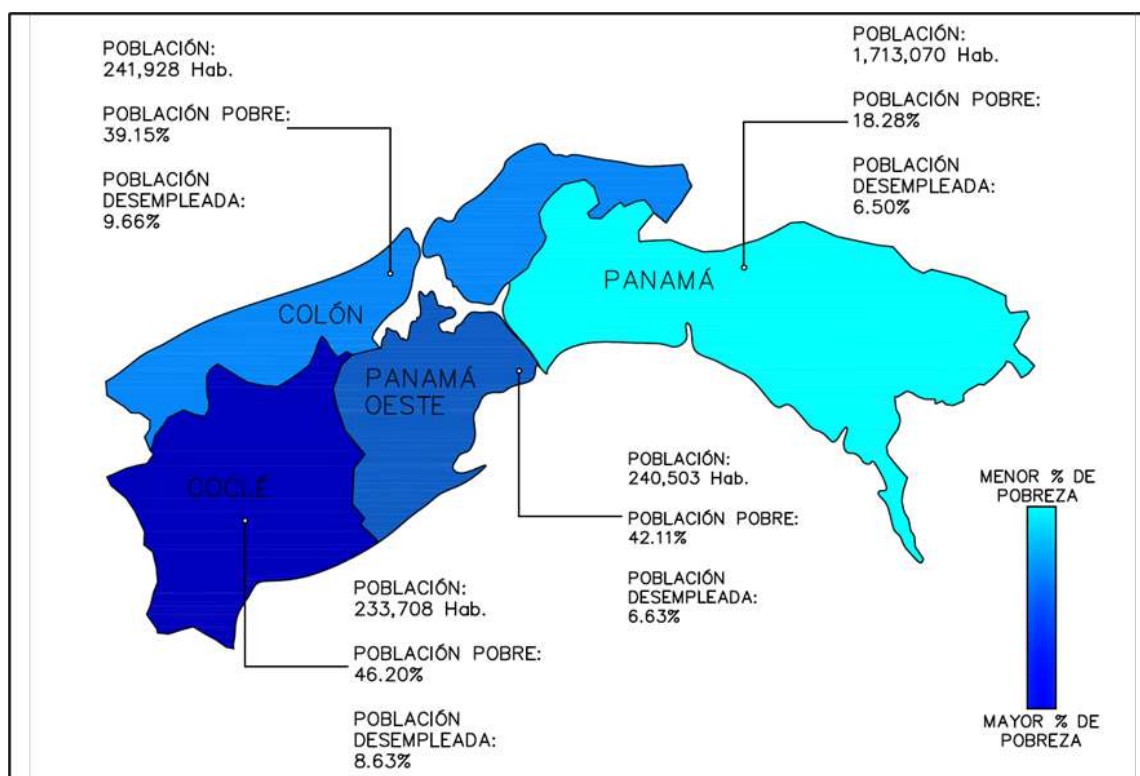 POBLACIÓN:
241,928 Hab.
POBLACIÓN POBRE:
39.15%
POBLACIÓN
DESEMPLEADA:
9.66%
POBLACIÓN:
1,713,070 Hab.
POBLACIÓN POBRE:
18.28%
POBLACIÓN
DESEMPLEADA:
6.50%
COLÓN
PANAMÁ
PANAMÁ
OESTE
COCLÉ
POBLACIÓN:
240,503 Hab.
POBLACIÓN POBRE:
42.11%
POBLACIÓN
DESEMPLEADA:
6.63%
POBLACIÓN:
233,708 Hab.
POBLACIÓN POBRE:
46.20%
POBLACIÓN
DESEMPLEADA:
8.63%
MENOR % DE
POBREZA
MAYOR % DE
POBREZA